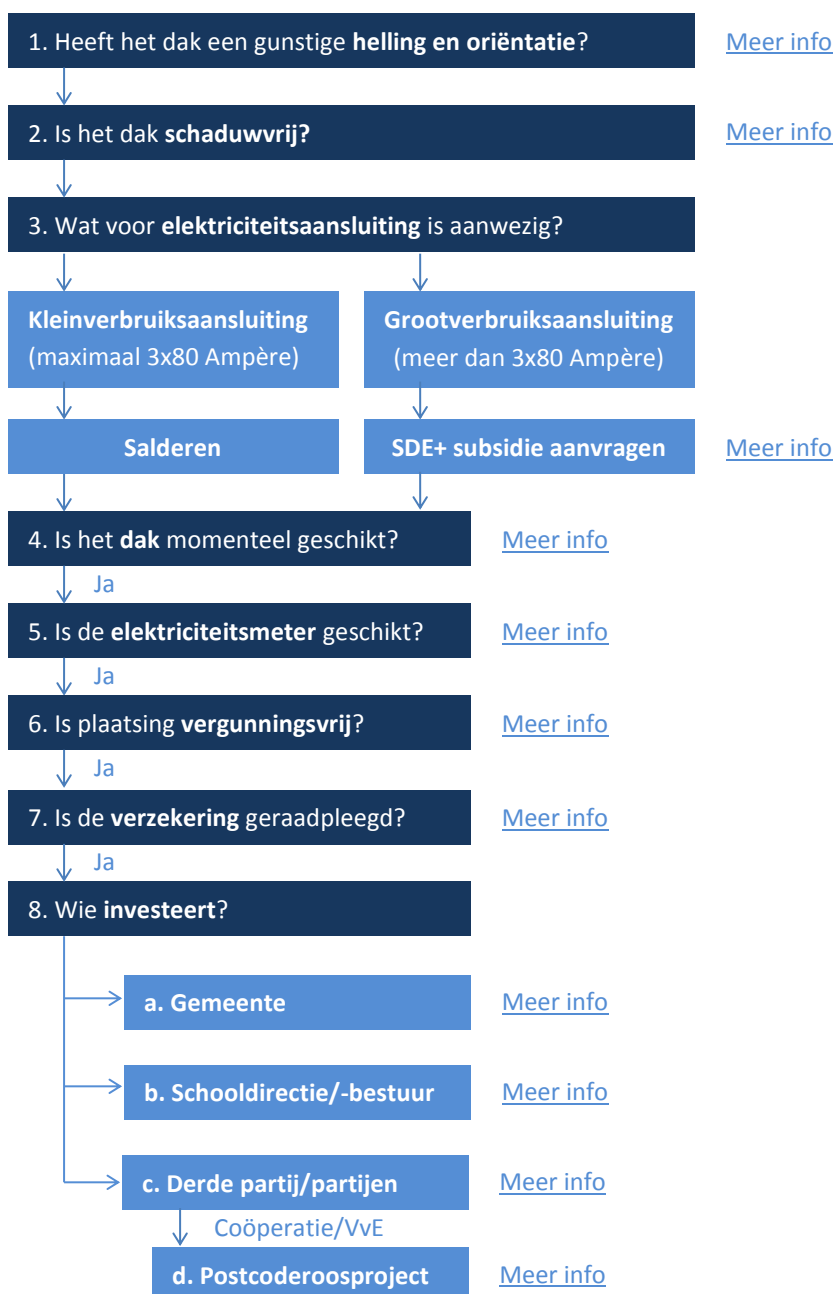 1. Heeft het dak een gunstige helling en oriëntatie? Meer info
2. Is het dak schaduwvrij? Meer info
3. Wat voor elektriciteitsaansluiting is aanwezig?
Kleinverbruiksaansluiting
(maximaal 3x80 Ampère)
Grootverbruiksaansluiting
(meer dan 3x80 Ampère)
Salderen
SDE+ subsidie aanvragen Meer info
4. Is het dak momenteel geschikt? Meer info
Ja
5. Is de elektriciteitsmeter geschikt? Meer info
Ja
6. Is plaatsing vergunningsvrij? Meer info
Ja
7. Is de verzekering geraadpleegd? Meer info
Ja
8. Wie investeert?
a. Gemeente Meer info
b. Schooldirectie/-bestuur Meer info
c. Derde partij/partijen Meer info
Coöperatie/VvE
d. Postcoderoosproject Meer info